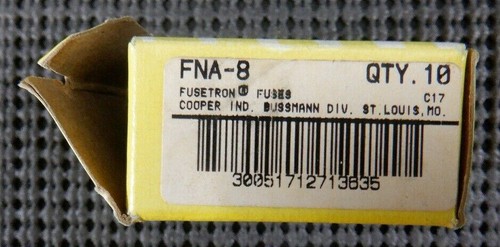 FNA-8 QTY.10
FUSETRON® FUSES C17
COOPER IND. BUSSMANN DIV. ST.LOUIS,MO.
30051712713635